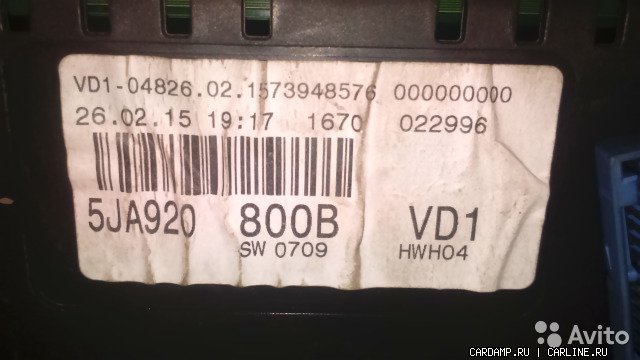 VD1-04826.02.1573948576 000000000
26.02.15 19:17 1670 022996
5JA920 800B VD1
SW 0709 HWH04
Avito
CARDAMP.RU | CARLINE.RU